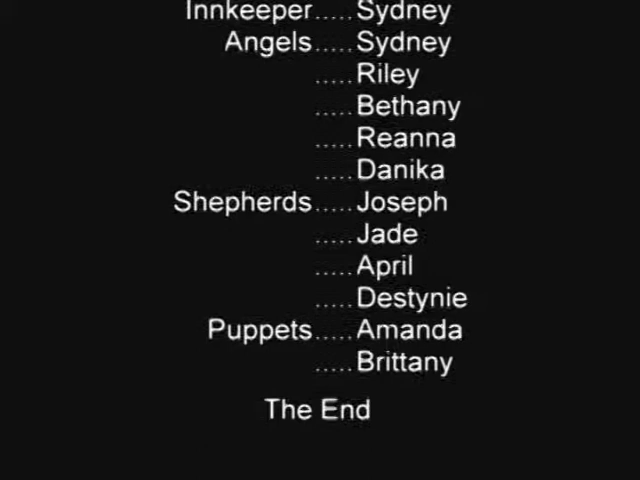 Innkeeper.....Sydney
Angels.....Sydney
.....Riley
.....Bethany
.....Reanna
.....Danika
Shepherds.....Joseph
.....Jade
.....April
.....Destynie
Puppets.....Amanda
.....Brittany
The End